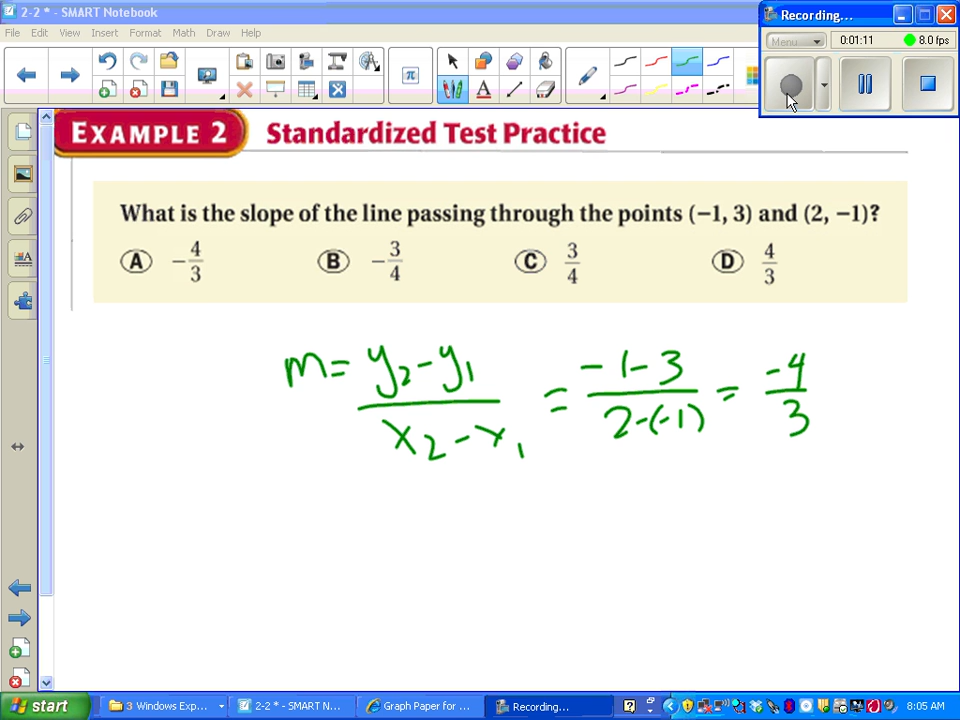 2-2 * - SMART Notebook
Recording...
File Edit View Insert Format Math Draw Help
Menu
0:01:11
8.0 fps
π
A
EXAMPLE 2 Standardized Test Practice
What is the slope of the line passing through the points (−1, 3) and (2, −1)?
A −4/3 B −3/4 C 3/4 D 4/3
m = y₂ - y₁ / x₂ - x₁ = -1-3 / 2-(-1) = -4/3
start
3 Windows Exp...
2-2 * - SMART N...
Graph Paper for ...
Recording...
8:05 AM